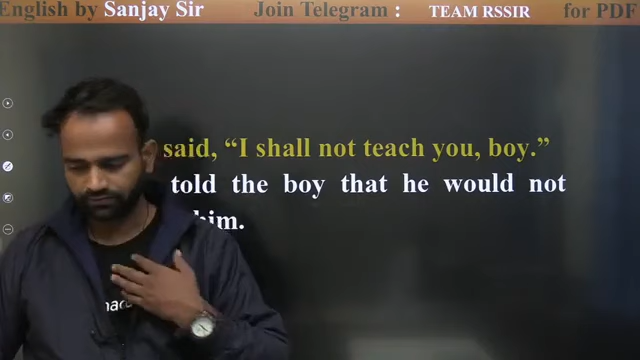 English by Sanjay Sir Join Telegram : TEAM RSSIR for PDF
said, “I shall not teach you, boy.”
told the boy that he would not
him.